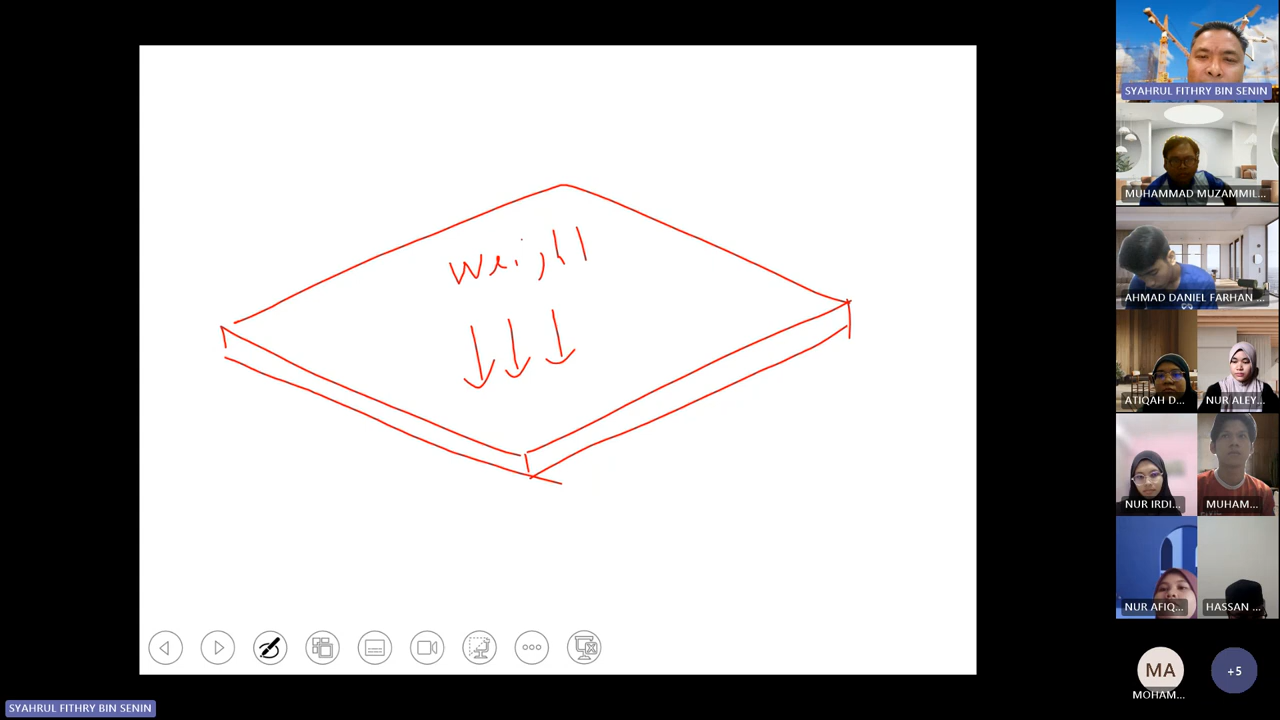 weight
SYAHRUL FITHRY BIN SENIN
MUHAMMAD MUZAMMIL...
AHMAD DANIEL FARHAN ...
ATIQAH D...
NUR ALEY...
NUR IRDI...
MUHAM...
NUR AFIQ...
HASSAN ...
MA
MOHAM...
+5
SYAHRUL FITHRY BIN SENIN